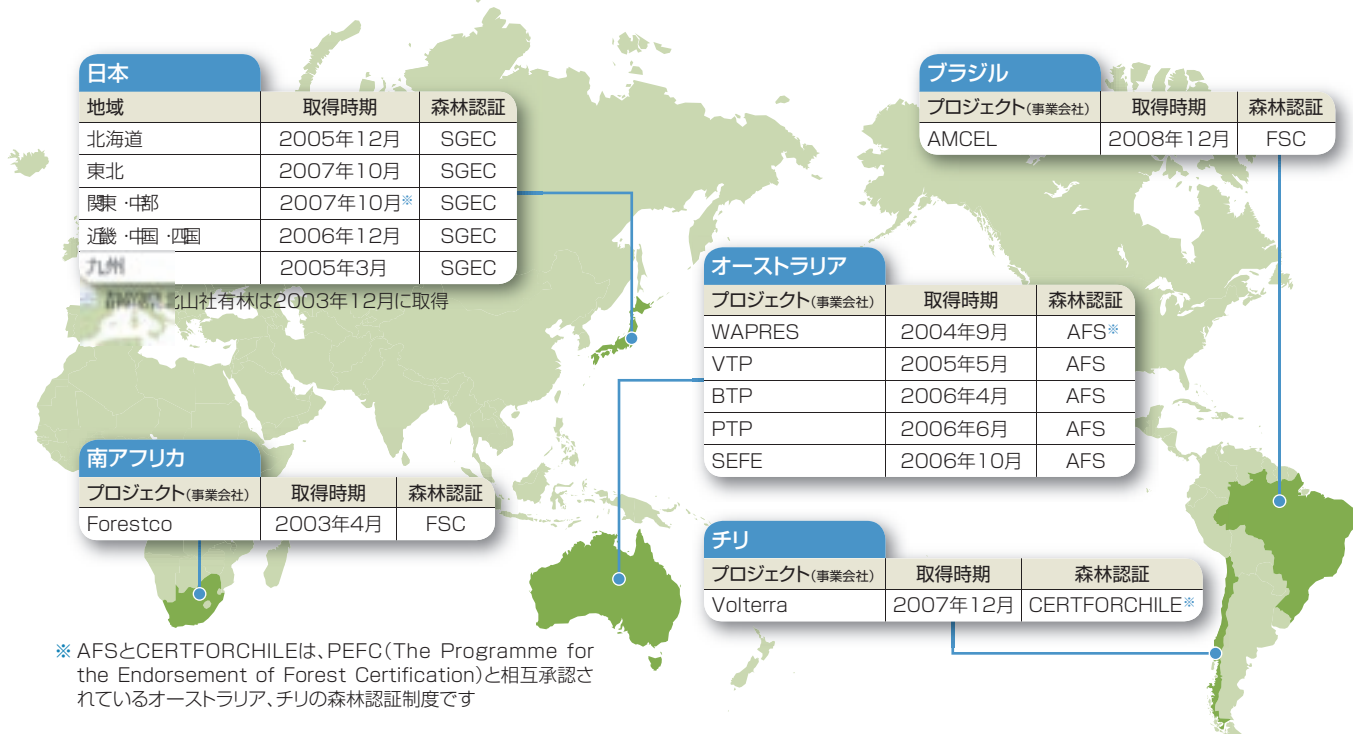 日本
地域 取得時期 森林認証
北海道 2005年12月 SGEC
東北 2007年10月 SGEC
関東・中部 2007年10月※ SGEC
近畿・中国・四国 2006年12月 SGEC
九州 2005年3月 SGEC
北山社有林は2003年12月に取得
ブラジル
プロジェクト(事業会社) 取得時期 森林認証
AMCEL 2008年12月 FSC
オーストラリア
プロジェクト(事業会社) 取得時期 森林認証
WAPRES 2004年9月 AFS※
VTP 2005年5月 AFS
BTP 2006年4月 AFS
PTP 2006年6月 AFS
SEFE 2006年10月 AFS
南アフリカ
プロジェクト(事業会社) 取得時期 森林認証
Forestco 2003年4月 FSC
チリ
プロジェクト(事業会社) 取得時期 森林認証
Volterra 2007年12月 CERTFORCHILE※
※ AFSとCERTFORCHILEは、PEFC(The Programme for
the Endorsement of Forest Certification)と相互承認さ
れているオーストラリア、チリの森林認証制度です